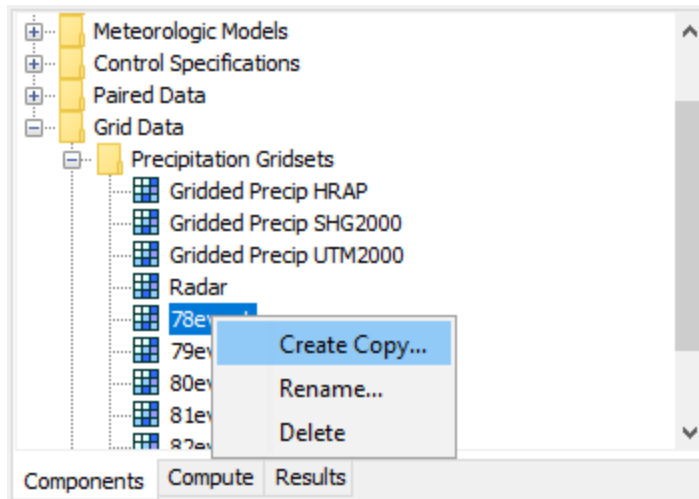 Meteorologic Models
Control Specifications
Paired Data
Grid Data
Precipitation Gridsets
Gridded Precip HRAP
Gridded Precip SHG2000
Gridded Precip UTM2000
Radar
Create Copy...
Rename...
Delete
Components Compute Results